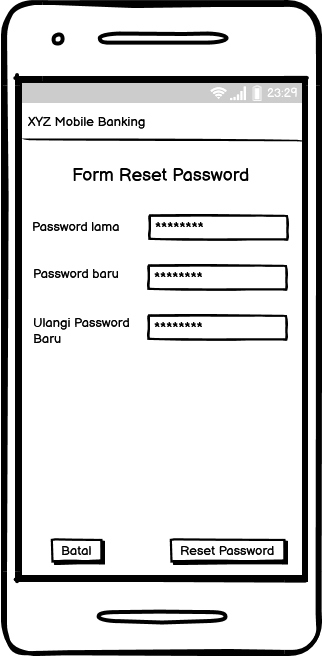 23:29
XYZ Mobile Banking
Form Reset Password
Password lama
********
Password baru
********
Ulangi Password
Baru
********
Batal
Reset Password